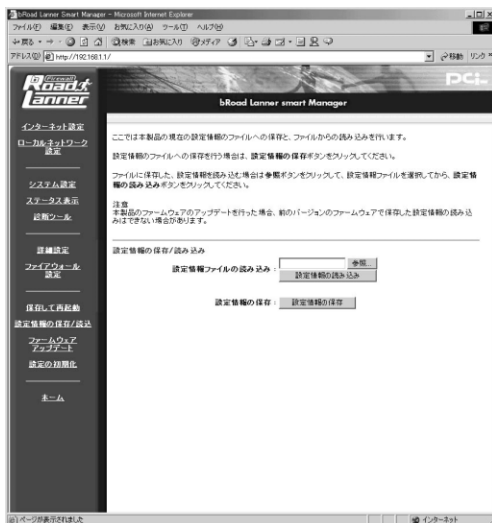 bRoad Lanner Smart Manager - Microsoft Internet Explorer
ファイル(F) 編集(E) 表示(V) お気に入り(A) ツール(T) ヘルプ(H)
戻る 検索 お気に入り メディア
アドレス(D) http://192.168.1.1/ 移動 リンク
Firewall
Road
Lanner
PCi
bRoad Lanner smart Manager
インターネット設定
ローカルネットワーク
設定
システム設定
ステータス表示
診断ツール
詳細設定
ファイアウォール
設定
保存して再起動
設定情報の保存/読込
ファームウェア
アップデート
設定の初期化
ホーム
ここでは本製品の現在の設定情報のファイルへの保存と、ファイルからの読み込みを行います。
設定情報のファイルへの保存を行う場合は、設定情報の保存ボタンをクリックしてください。
ファイルに保存した、設定情報を読み込む場合は参照ボタンをクリックして、設定情報ファイルを選択してから、設定情
報の読み込みボタンをクリックしてください。
注意
本製品のファームウェアのアップデートを行った場合、前のバージョンのファームウェアで保存した設定情報の読み込
みはできない場合があります。
設定情報の保存/読み込み
設定情報ファイルの読み込み : 参照...
設定情報の読み込み
設定情報の保存 : 設定情報の保存
ページが表示されました インターネット